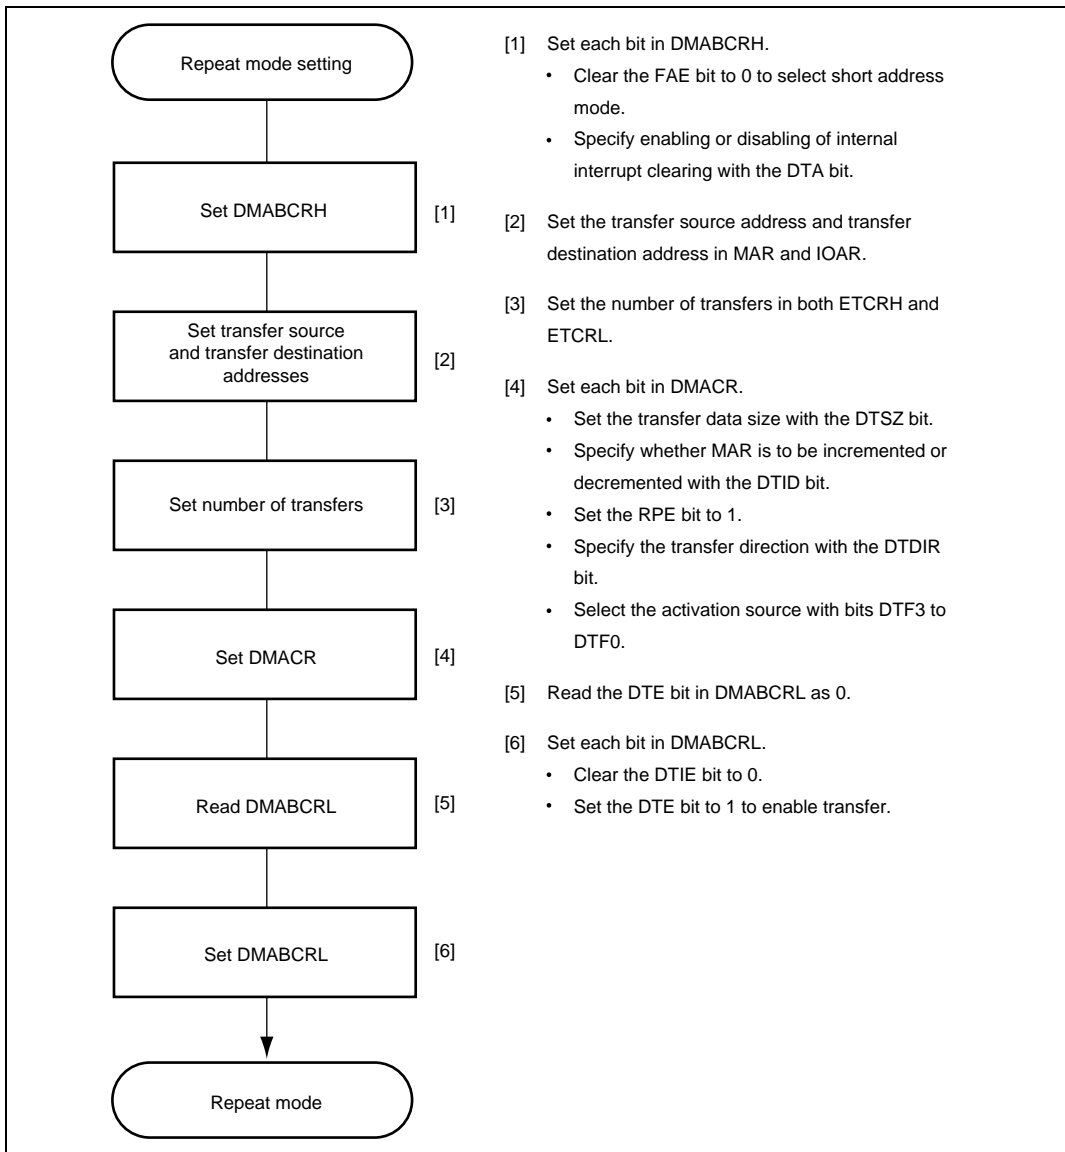 Repeat mode setting
Set DMABCRH
[1]
Set transfer source
and transfer destination
addresses
[2]
Set number of transfers
[3]
Set DMACR
[4]
Read DMABCRL
[5]
Set DMABCRL
[6]
Repeat mode
[1] Set each bit in DMABCRH.
• Clear the FAE bit to 0 to select short address
mode.
• Specify enabling or disabling of internal
interrupt clearing with the DTA bit.
[2] Set the transfer source address and transfer
destination address in MAR and IOAR.
[3] Set the number of transfers in both ETCRH and
ETCRL.
[4] Set each bit in DMACR.
• Set the transfer data size with the DTSZ bit.
• Specify whether MAR is to be incremented or
decremented with the DTID bit.
• Set the RPE bit to 1.
• Specify the transfer direction with the DTDIR
bit.
• Select the activation source with bits DTF3 to
DTF0.
[5] Read the DTE bit in DMABCRL as 0.
[6] Set each bit in DMABCRL.
• Clear the DTIE bit to 0.
• Set the DTE bit to 1 to enable transfer.